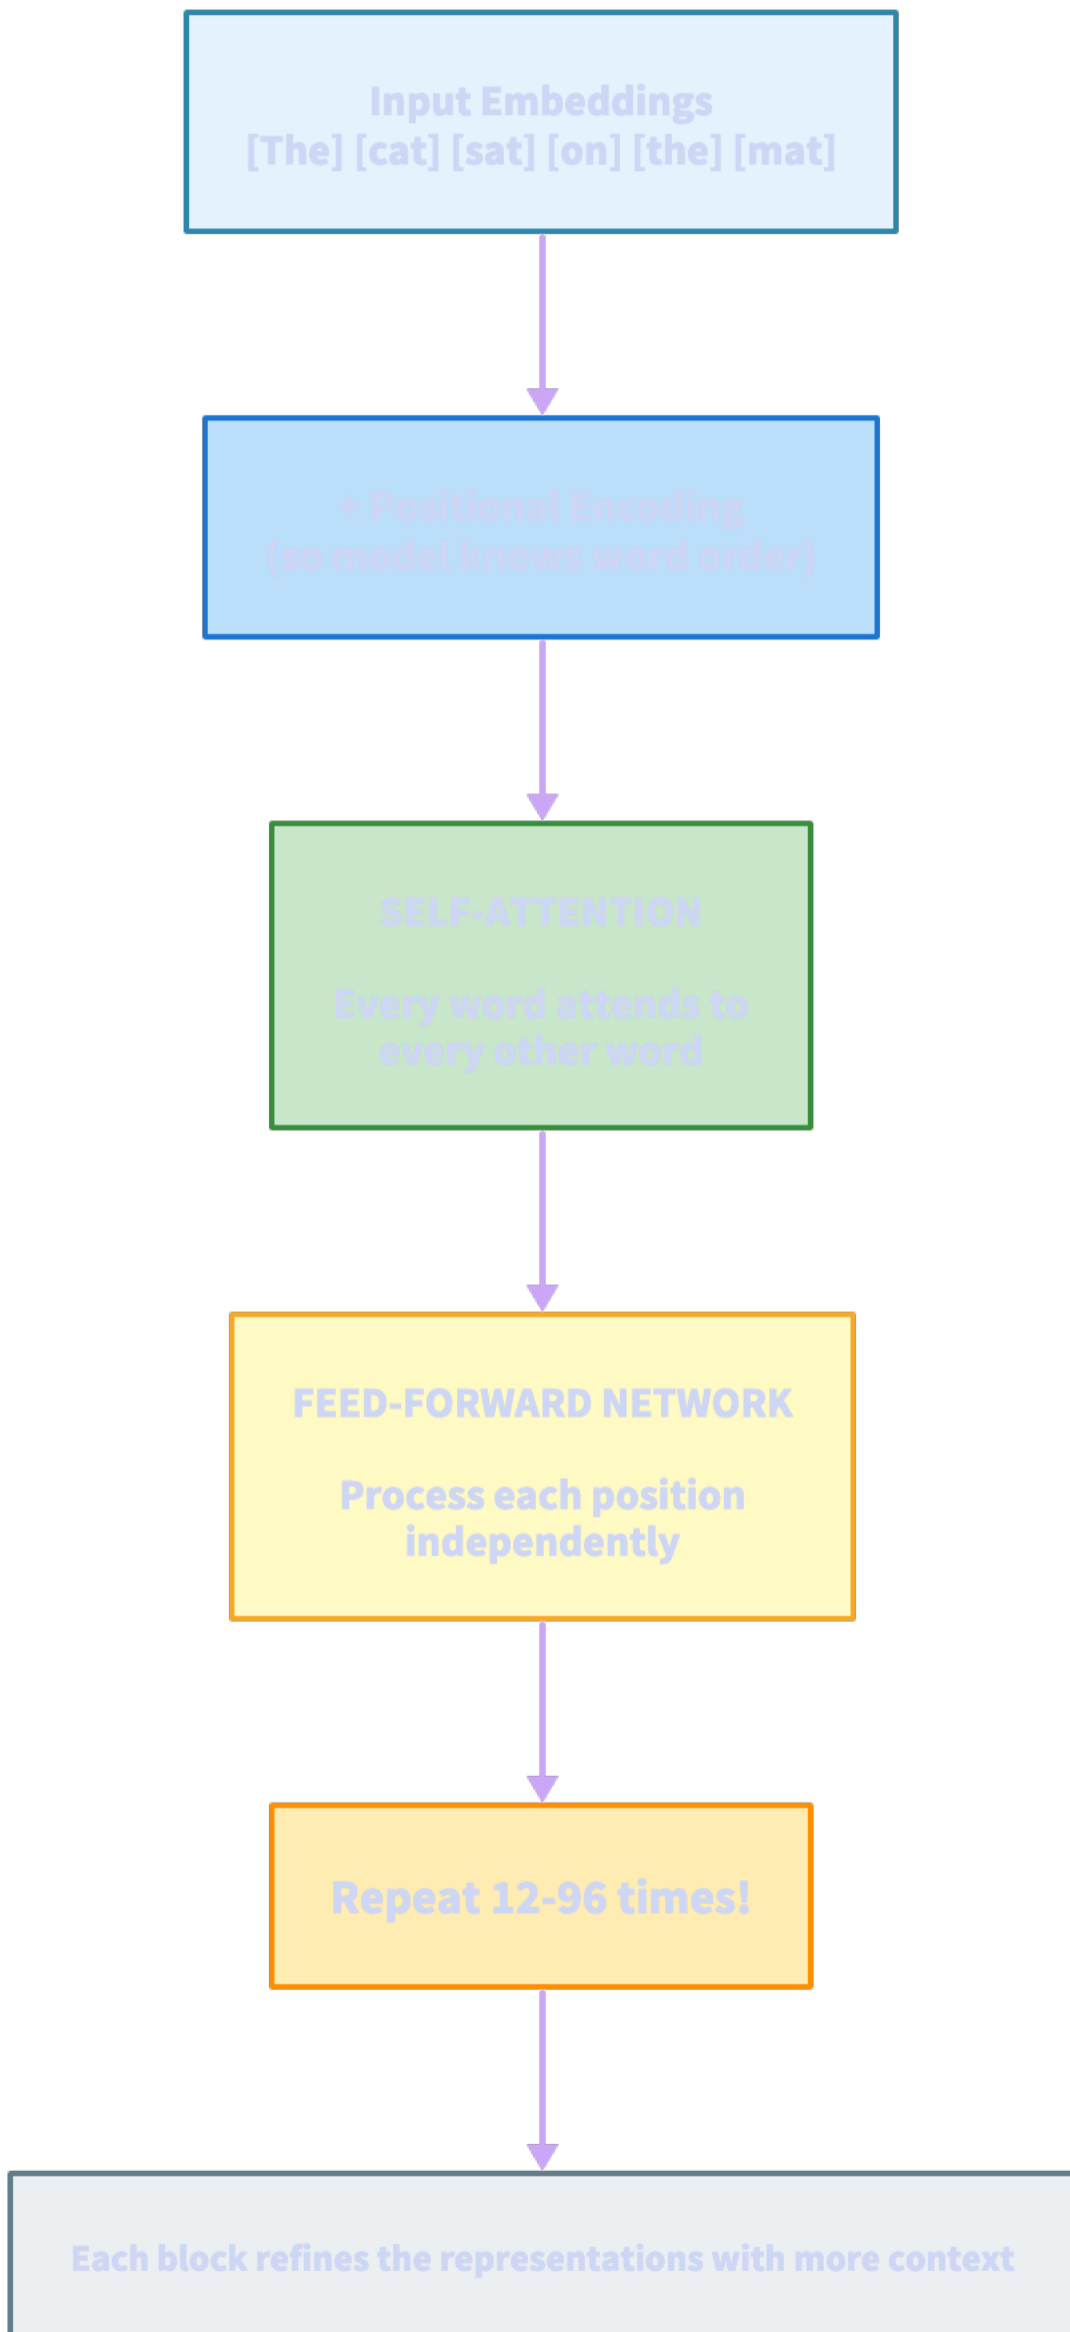 Input Embeddings
[The] [cat] [sat] [on] [the] [mat]
+ Positional Encoding
(so model knows word order)
SELF-ATTENTION
Every word attends to
every other word
FEED-FORWARD NETWORK
Process each position
independently
Repeat 12-96 times!
Each block refines the representations with more context